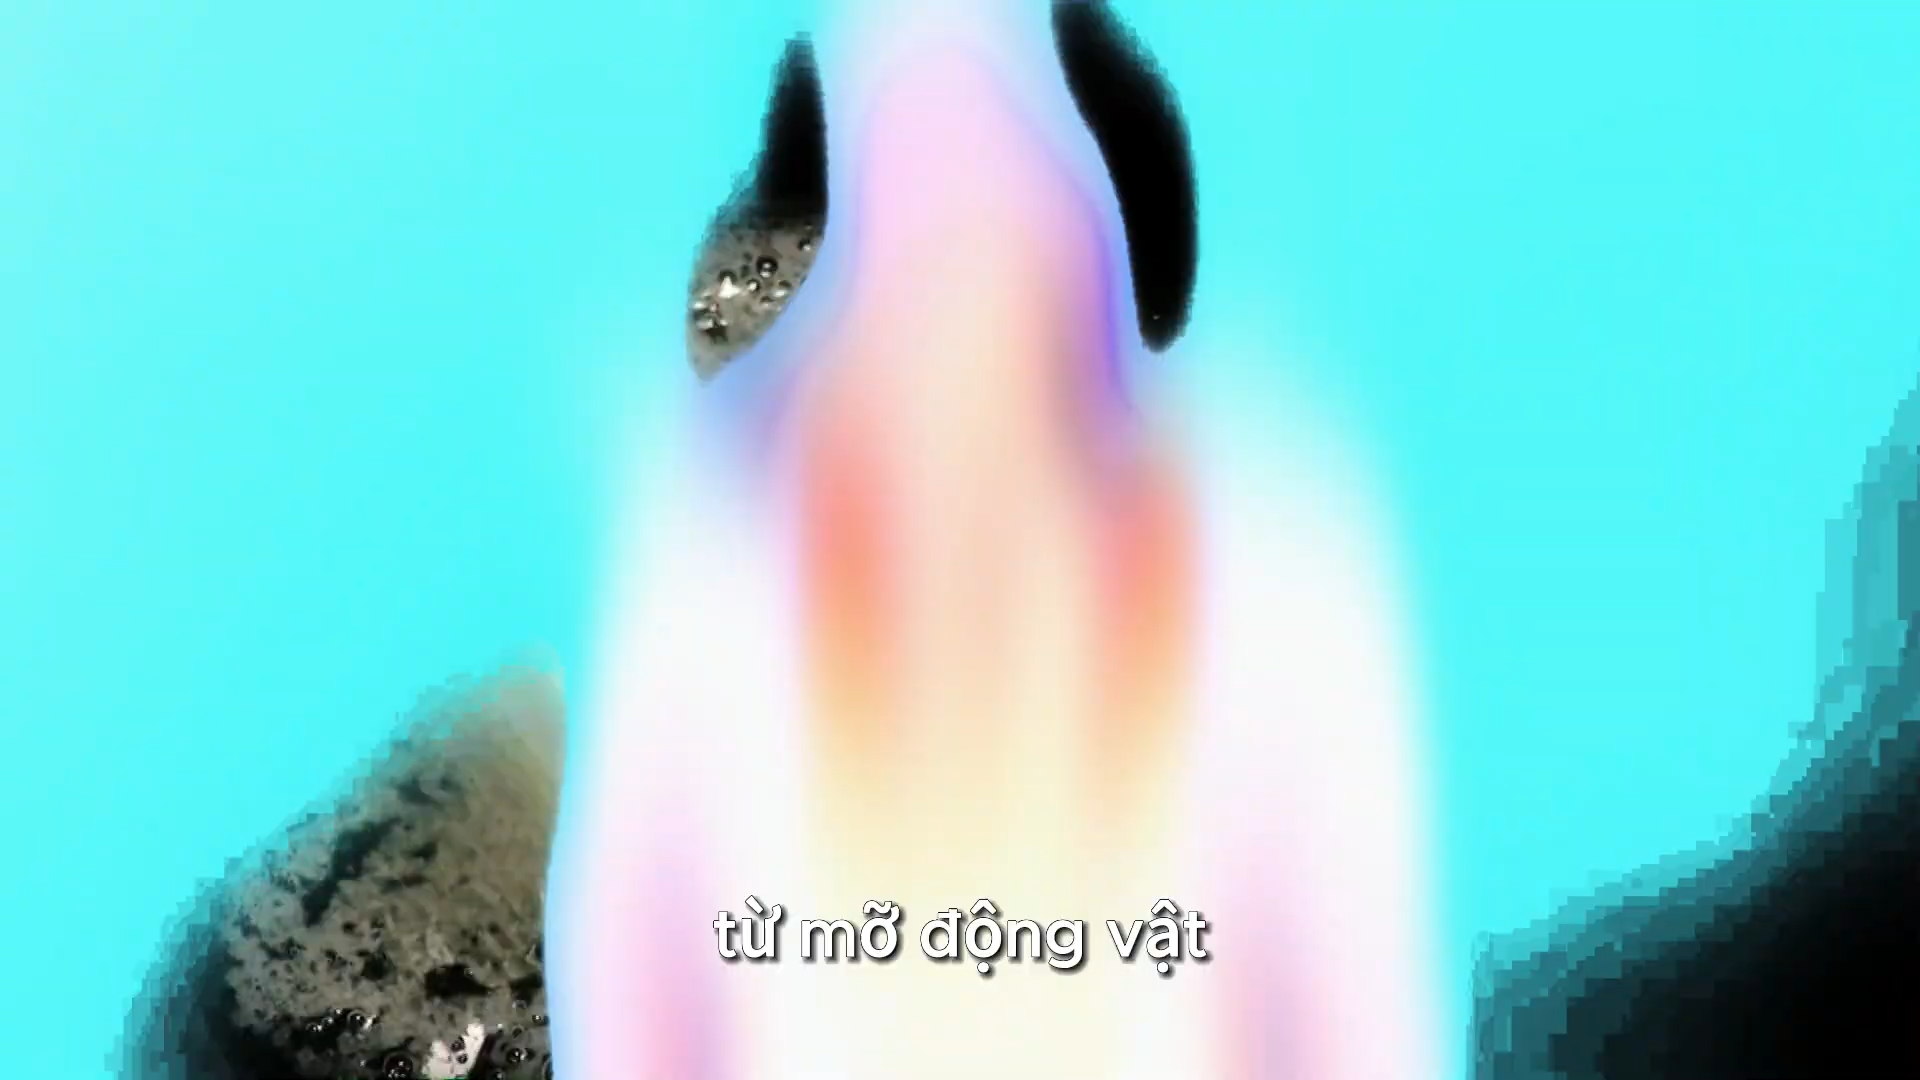 từ mỡ động vật